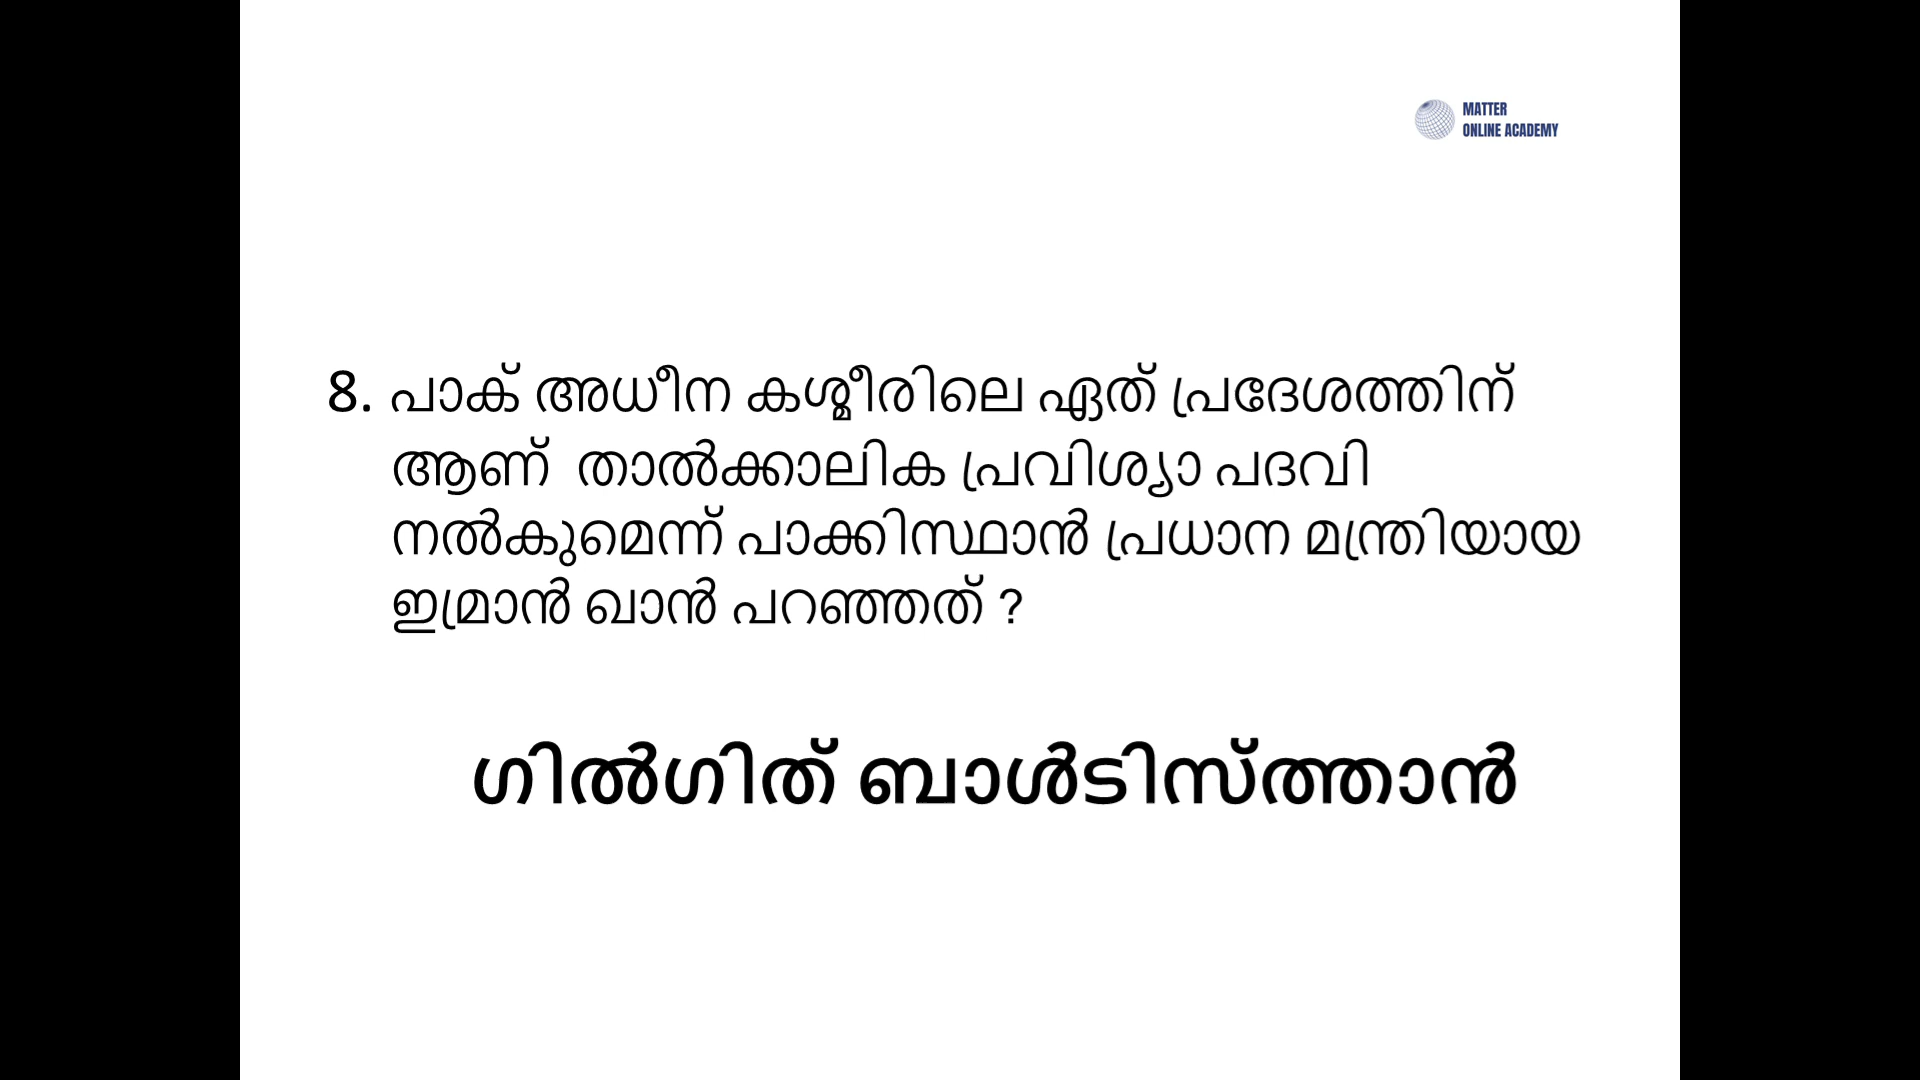 MATTER
ONLINE ACADEMY
8. പാക് അധീന കശ്മീരിലെ ഏത് പ്രദേശത്തിന്
ആണ് താൽക്കാലിക പ്രവിശ്യാ പദവി
നൽകുമെന്ന് പാക്കിസ്ഥാൻ പ്രധാന മന്ത്രിയായ
ഇമ്രാൻ ഖാൻ പറഞ്ഞത് ?
ഗിൽഗിത് ബാൾടിസ്ത്താൻ